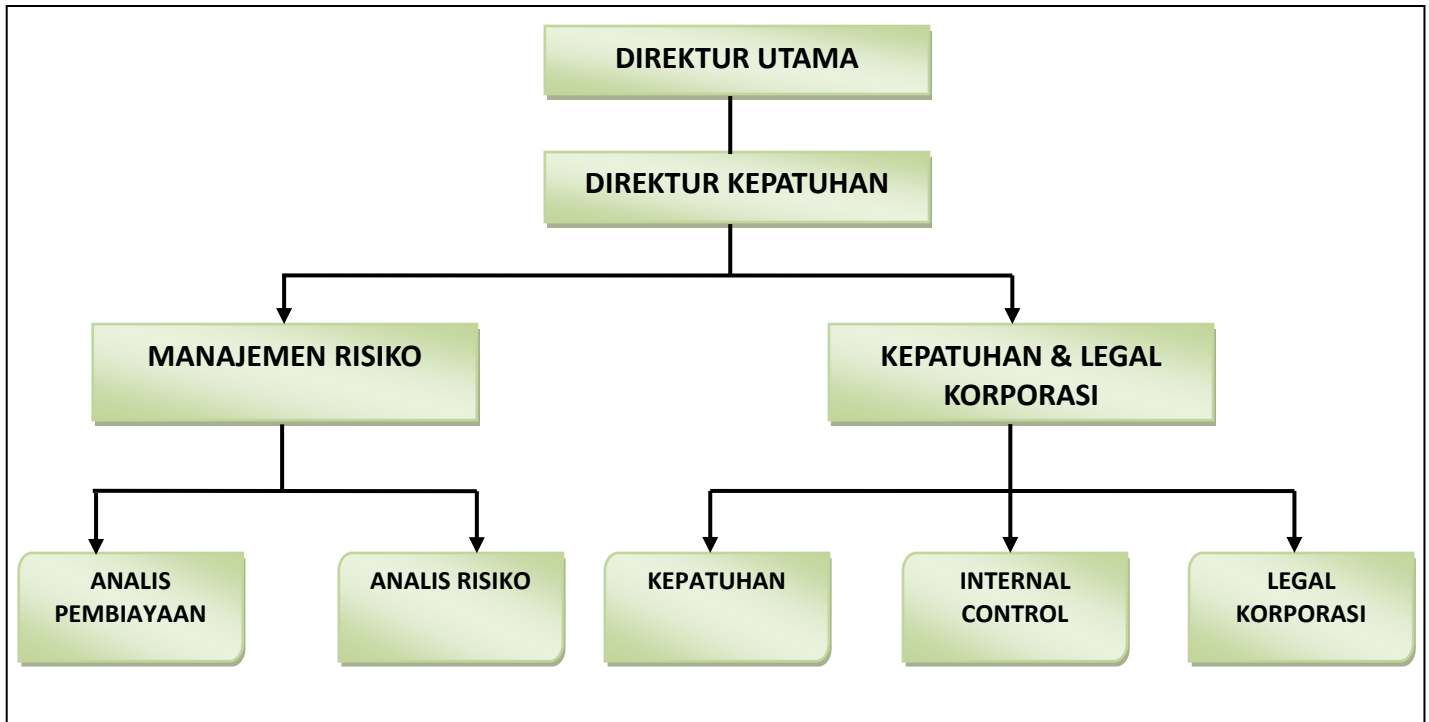 DIREKTUR UTAMA
DIREKTUR KEPATUHAN
MANAJEMEN RISIKO
KEPATUHAN & LEGAL
KORPORASI
ANALIS
PEMBIAYAAN
ANALIS RISIKO
KEPATUHAN
INTERNAL
CONTROL
LEGAL
KORPORASI